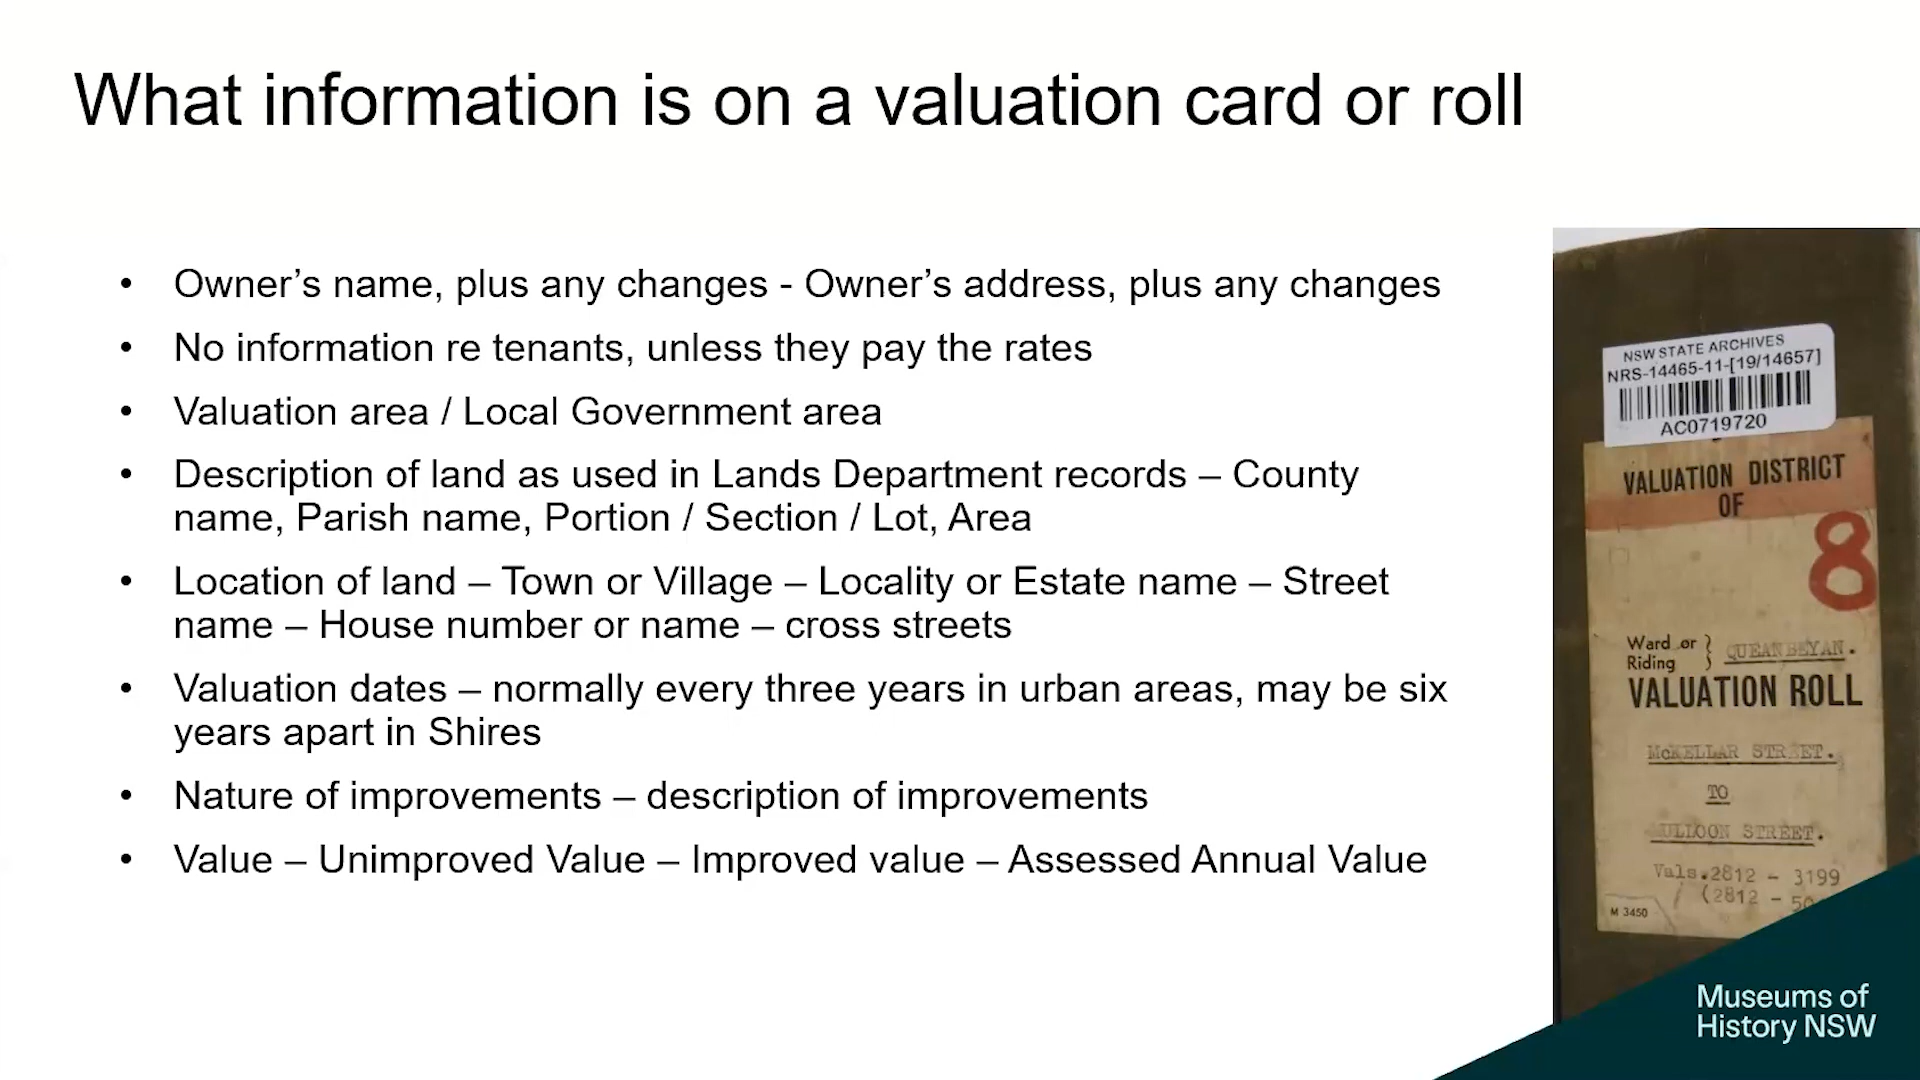 What information is on a valuation card or roll
• Owner’s name, plus any changes - Owner’s address, plus any changes
• No information re tenants, unless they pay the rates
• Valuation area / Local Government area
• Description of land as used in Lands Department records – County
name, Parish name, Portion / Section / Lot, Area
• Location of land – Town or Village – Locality or Estate name – Street
name – House number or name – cross streets
• Valuation dates – normally every three years in urban areas, may be six
years apart in Shires
• Nature of improvements – description of improvements
• Value – Unimproved Value – Improved value – Assessed Annual Value
NSW STATE ARCHIVES
NRS-14465-11-[19/14657]
AC0719720
VALUATION DISTRICT
OF
8
Ward or } QUEANBEYAN.
Riding
VALUATION ROLL
McKELLAR STREET.
TO
STREET.
Vals.2812 - 3199
(2812 -
M 3450
Museums of
History NSW